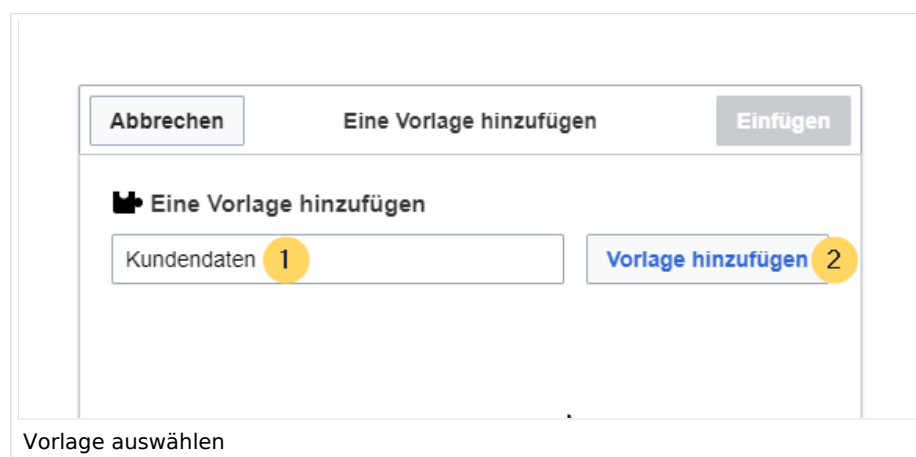 Abbrechen Eine Vorlage hinzufügen Einfügen
Eine Vorlage hinzufügen
Kundendaten 1 Vorlage hinzufügen 2
Vorlage auswählen